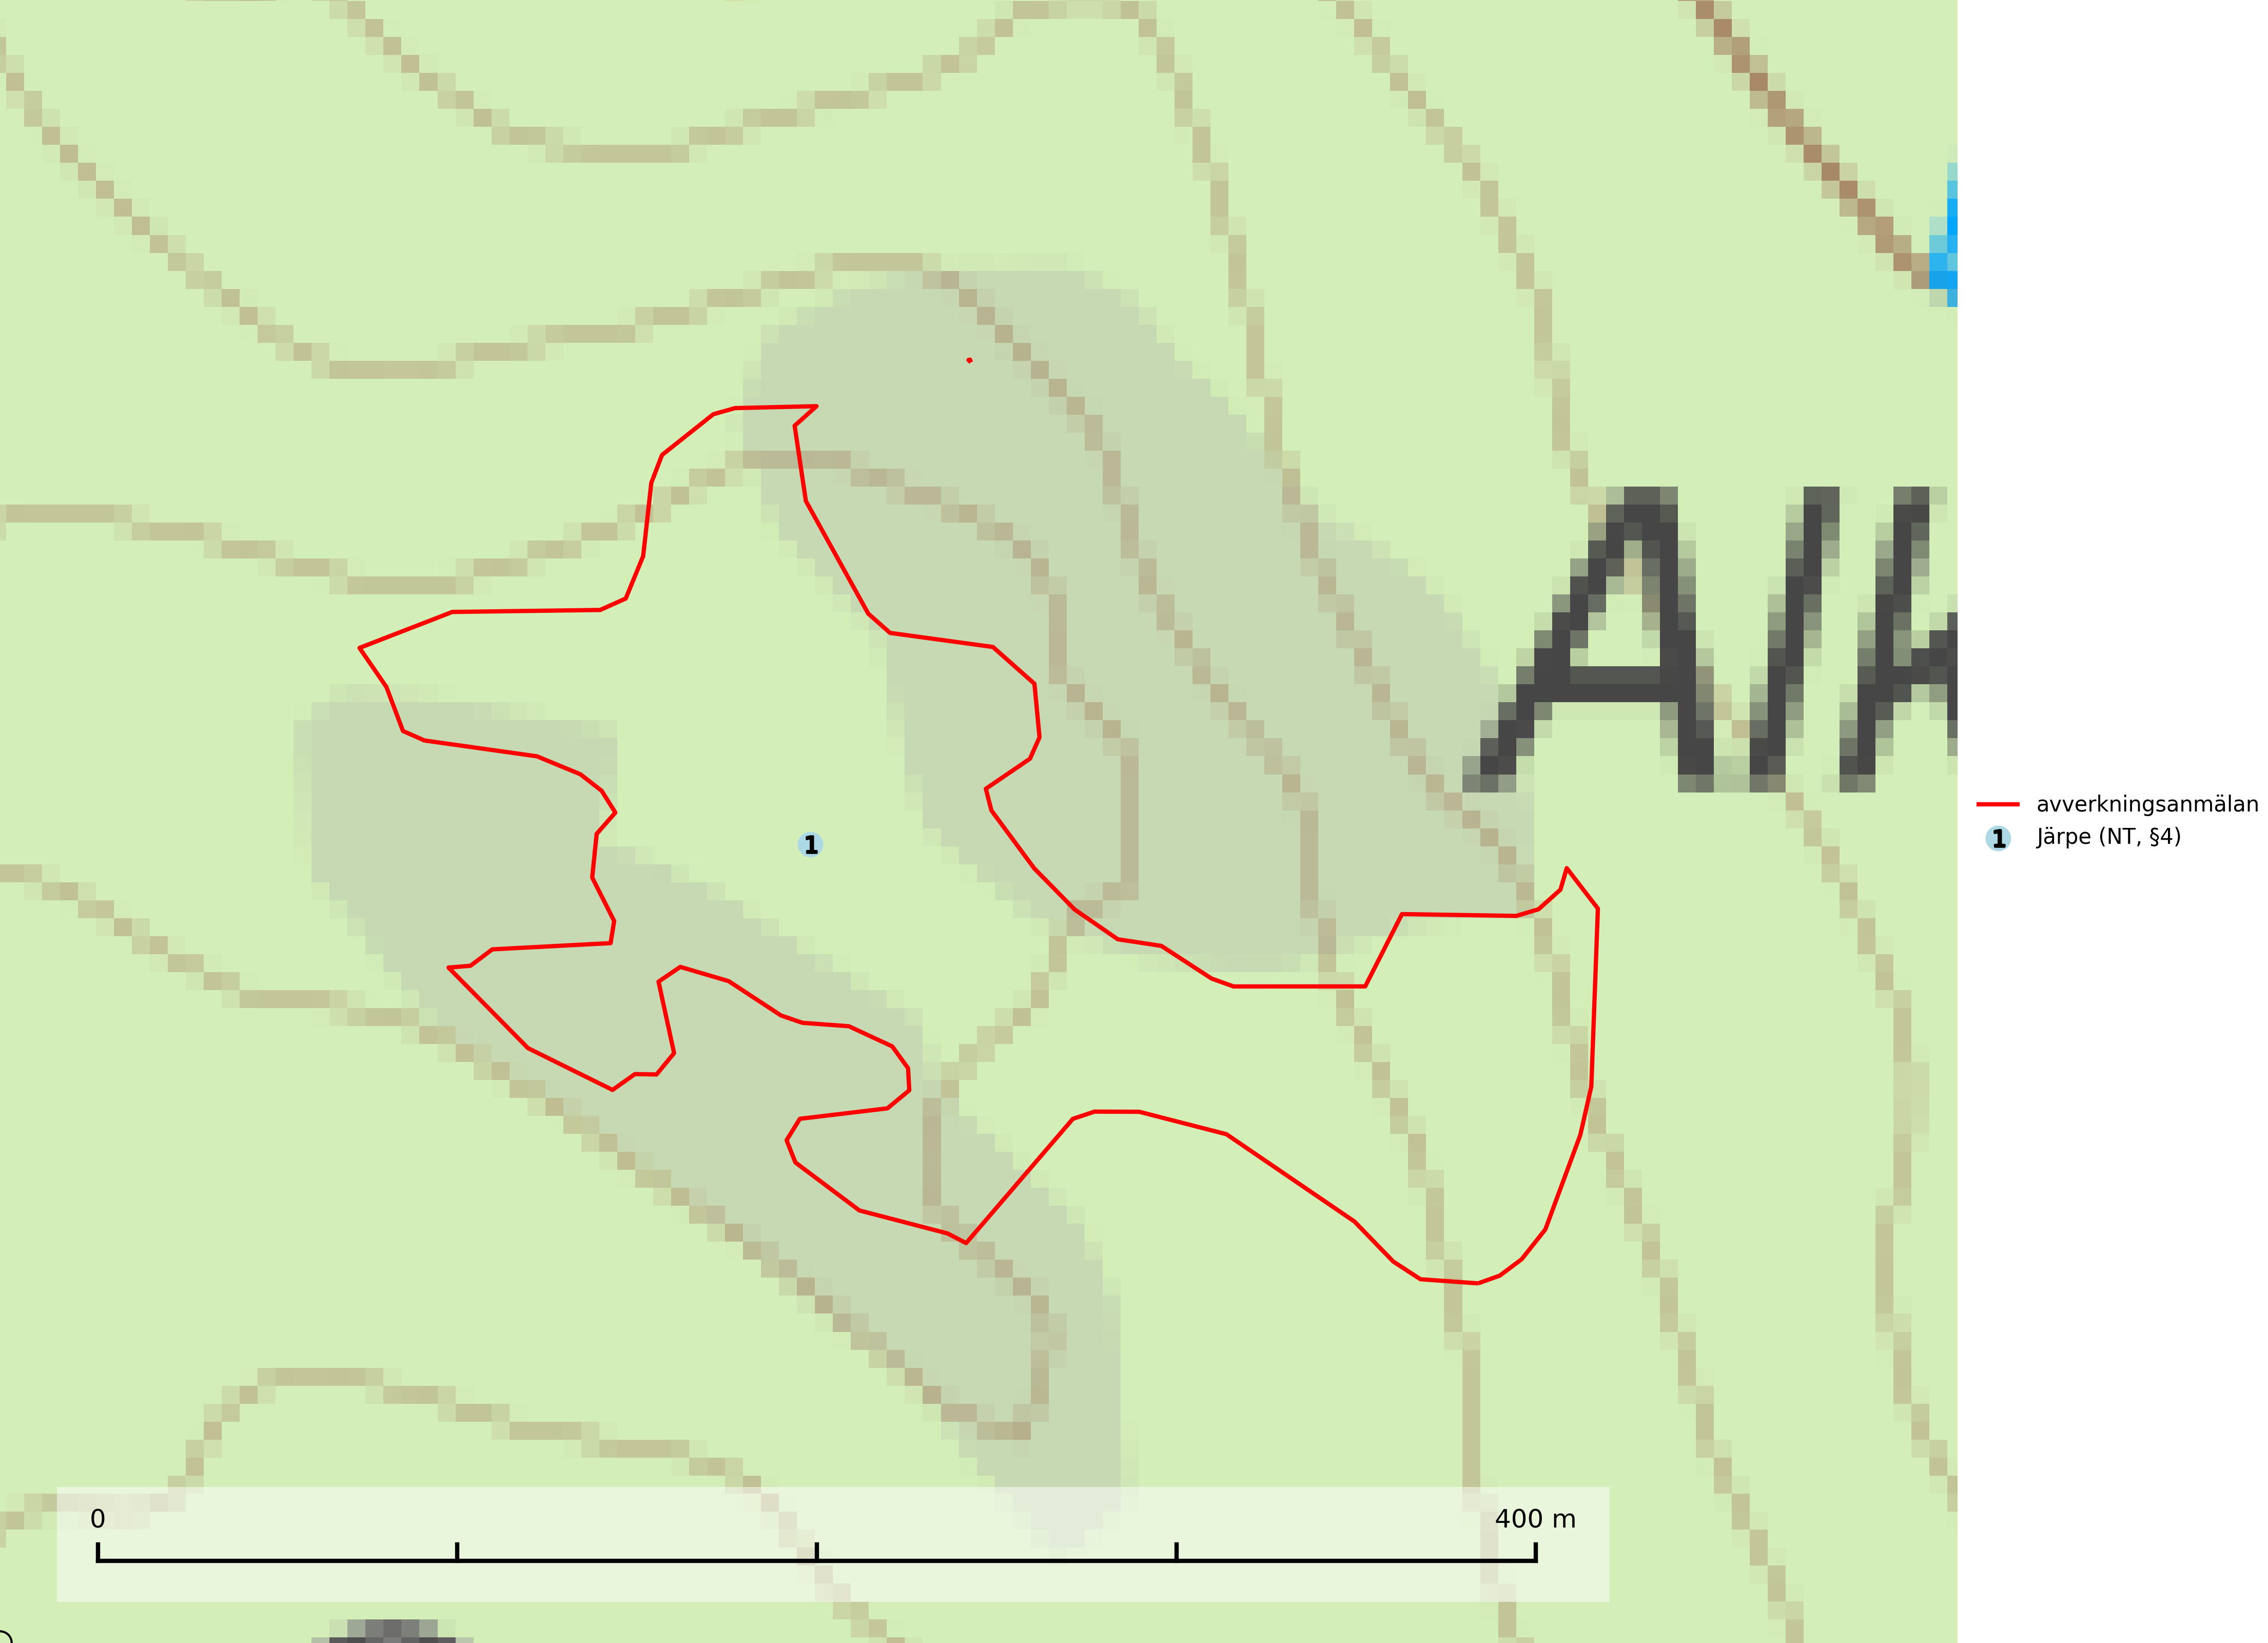 1
avverkningsanmälan
1 Järpe (NT, §4)
0 400 m